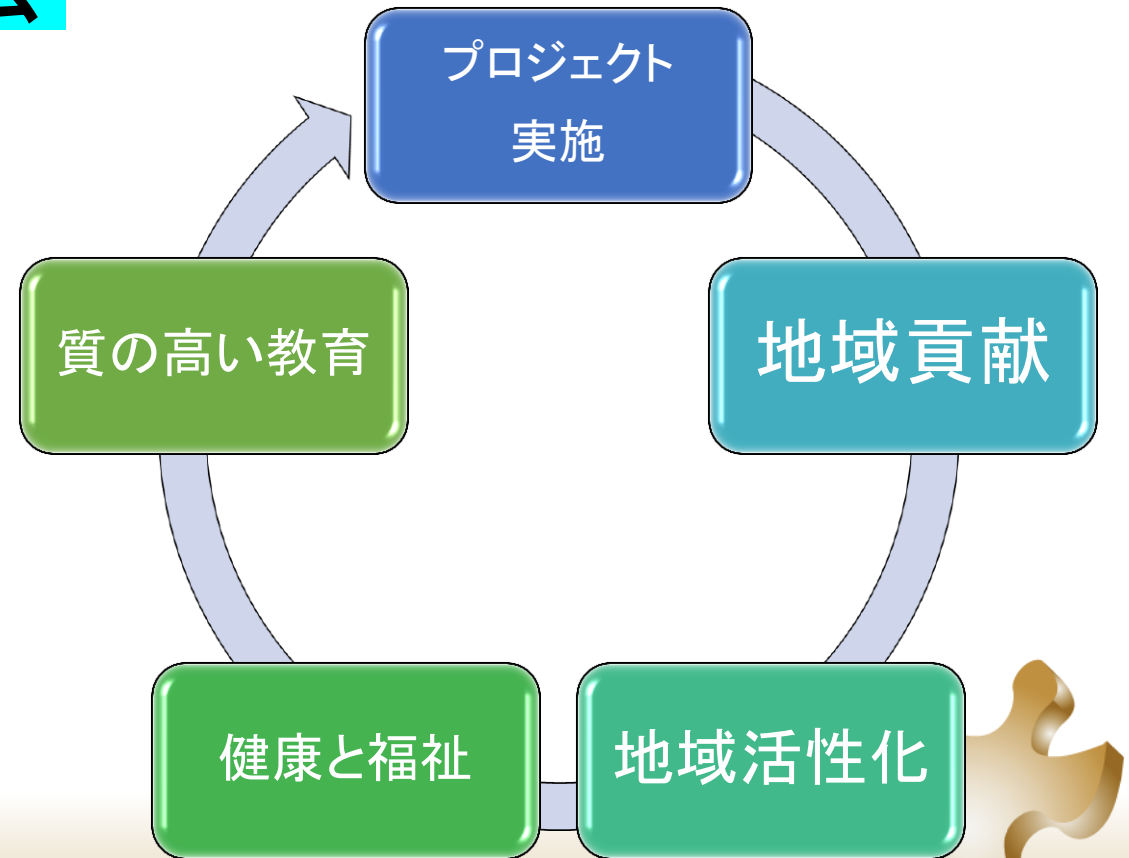 プロジェクト
実施
地域貢献
地域活性化
健康と福祉
質の高い教育